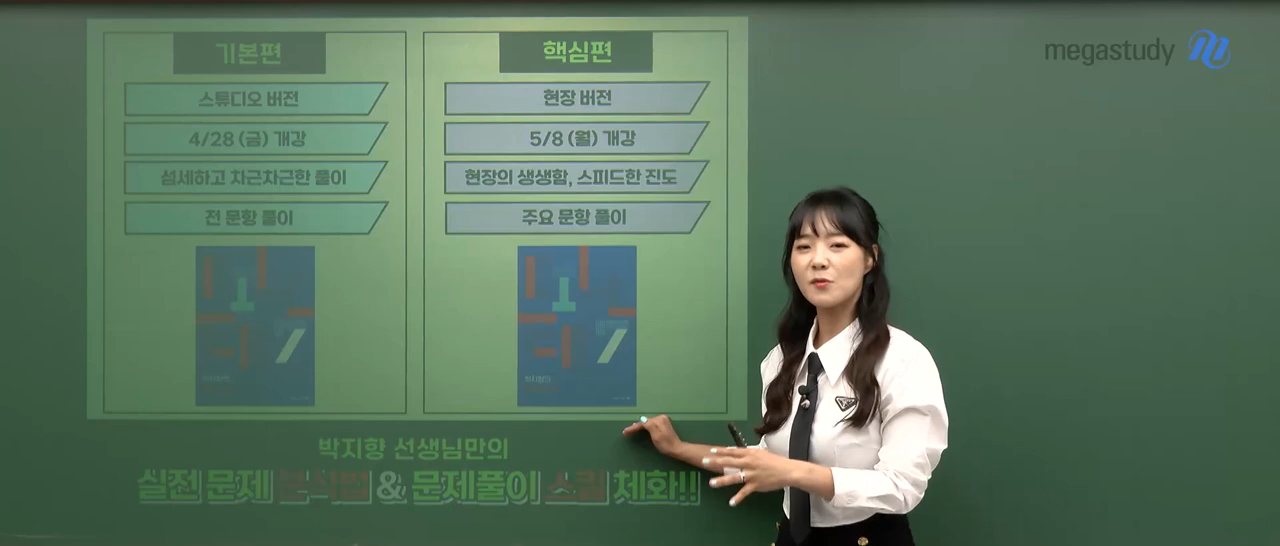 megastudy
기본편
스튜디오 버전
4/28 (금) 개강
섬세하고 차근차근한 풀이
전 문항 풀이
핵심편
현장 버전
5/8 (월) 개강
현장의 생생함, 스피드한 진도
주요 문항 풀이
박지향 선생님만의
실전 문제 분석법 & 문제풀이 스킬 체화!!